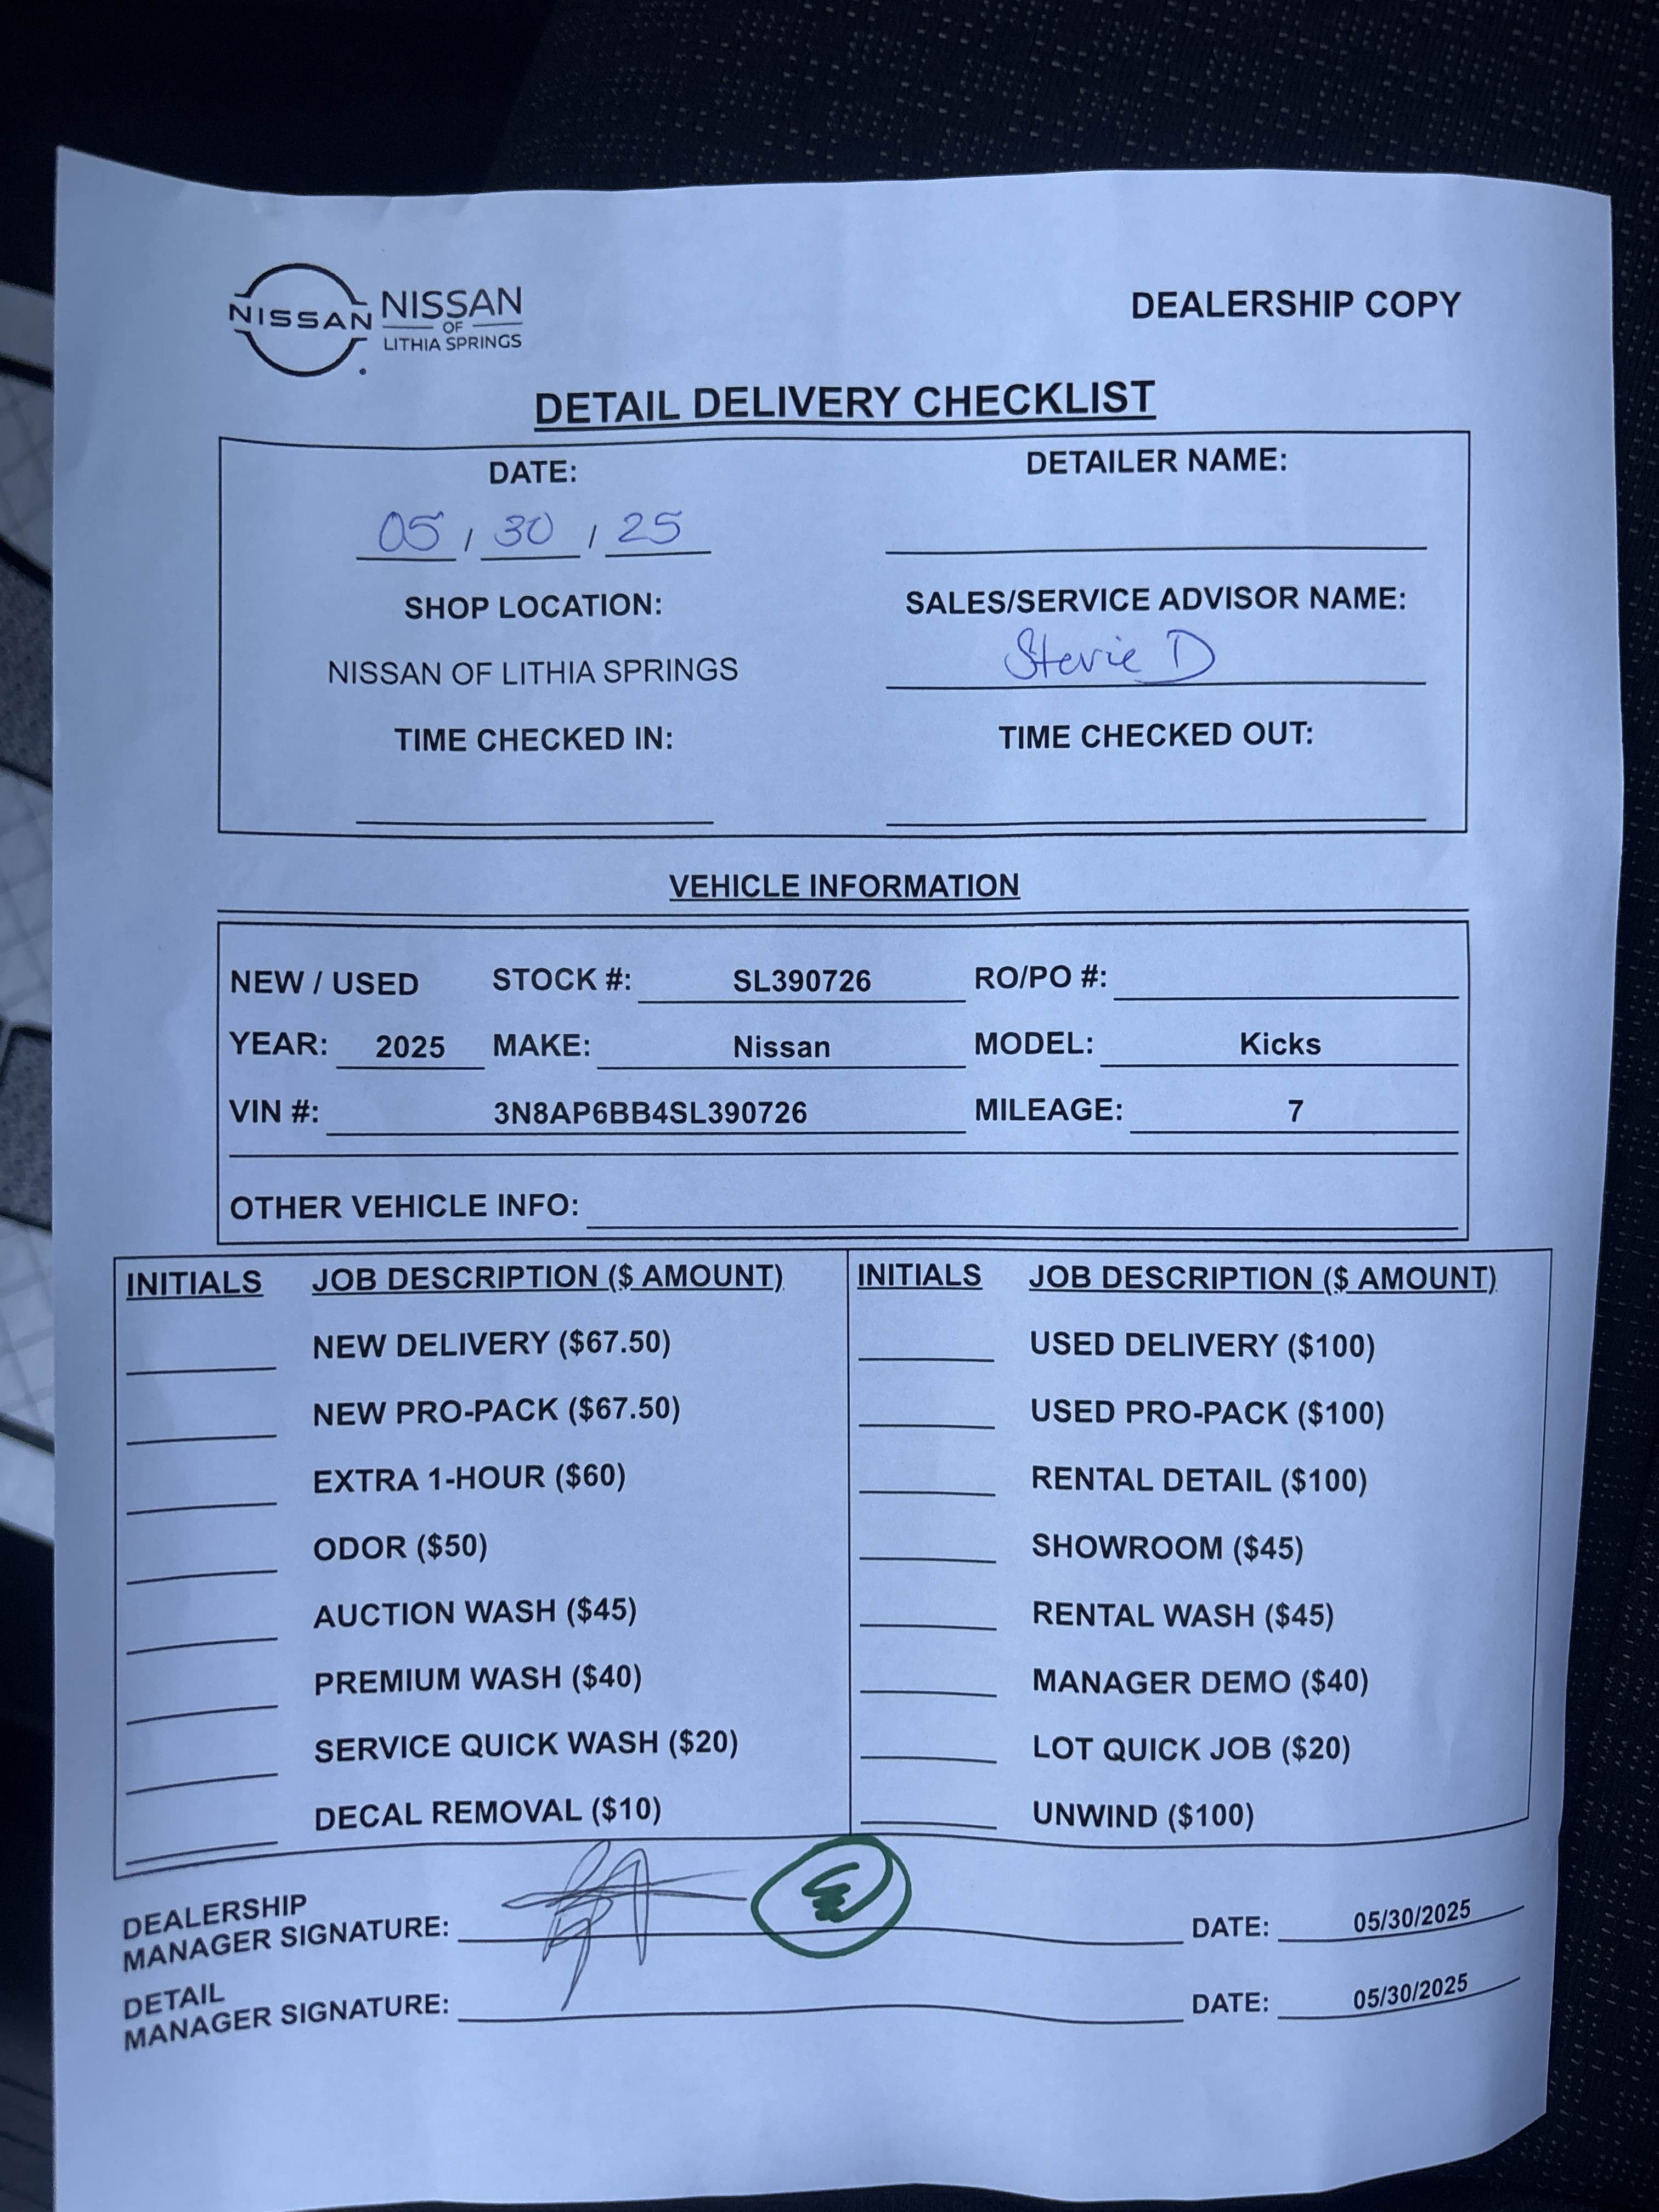 NISSAN NISSAN DEALERSHIP COPY
OF
LITHIA SPRINGS
DETAIL DELIVERY CHECKLIST
DATE: DETAILER NAME:
05 / 30 / 25
SHOP LOCATION: SALES/SERVICE ADVISOR NAME:
NISSAN OF LITHIA SPRINGS Stevie D
TIME CHECKED IN: TIME CHECKED OUT:
VEHICLE INFORMATION
NEW / USED STOCK #: SL390726 RO/PO #:
YEAR: 2025 MAKE: Nissan MODEL: Kicks
VIN #: 3N8AP6BB4SL390726 MILEAGE: 7
OTHER VEHICLE INFO:
INITIALS JOB DESCRIPTION ($ AMOUNT) INITIALS JOB DESCRIPTION ($ AMOUNT)
NEW DELIVERY ($67.50) USED DELIVERY ($100)
NEW PRO-PACK ($67.50) USED PRO-PACK ($100)
EXTRA 1-HOUR ($60) RENTAL DETAIL ($100)
ODOR ($50) SHOWROOM ($45)
AUCTION WASH ($45) RENTAL WASH ($45)
PREMIUM WASH ($40) MANAGER DEMO ($40)
SERVICE QUICK WASH ($20) LOT QUICK JOB ($20)
DECAL REMOVAL ($10) UNWIND ($100)
DEALERSHIP
MANAGER SIGNATURE: DATE: 05/30/2025
DETAIL
MANAGER SIGNATURE: DATE: 05/30/2025